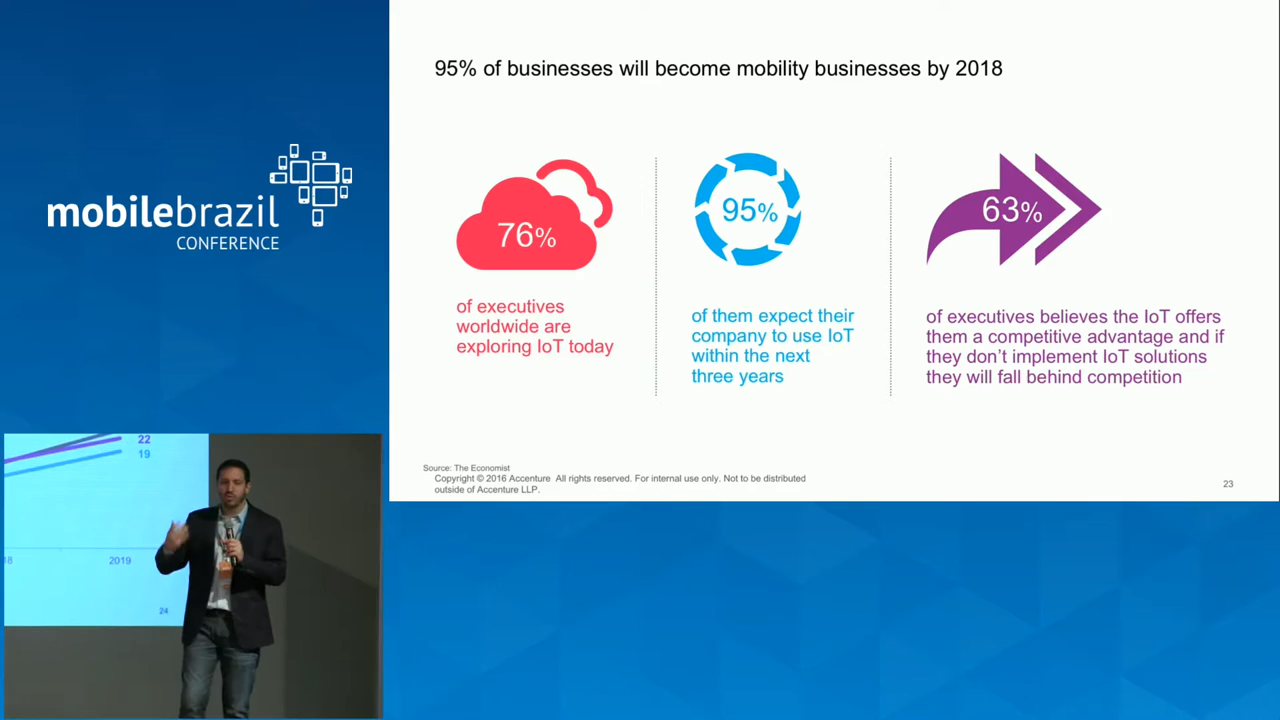 95% of businesses will become mobility businesses by 2018
mobilebrazil
CONFERENCE
76%
of executives
worldwide are
exploring IoT today
95%
of them expect their
company to use IoT
within the next
three years
63%
of executives believes the IoT offers
them a competitive advantage and if
they don't implement IoT solutions
they will fall behind competition
Source: The Economist
Copyright © 2016 Accenture All rights reserved. For internal use only. Not to be distributed
outside of Accenture LLP.
23
22
19
18
2019
24